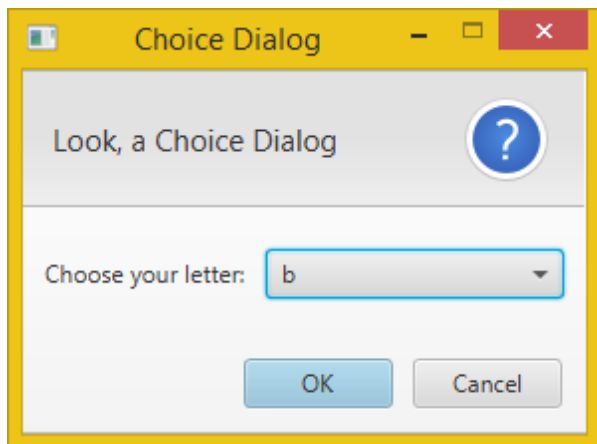 Choice Dialog
Look, a Choice Dialog
?
Choose your letter: b
OK Cancel